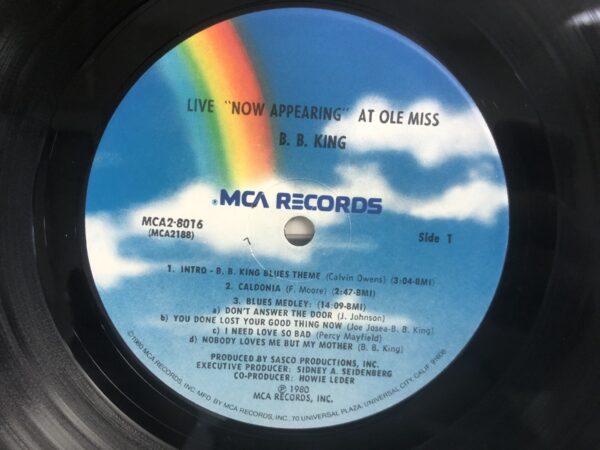 LIVE "NOW APPEARING" AT OLE MISS
B. B. KING
® MCA RECORDS
MCA2-8016
(MCA2188)
Side 1
1. INTRO - B. B. KING BLUES THEME (Calvin Owens) (3:04-BMI)
2. CALDONIA (F. Moore) (2:47-BMI)
3. BLUES MEDLEY: (14:09-BMI)
a) DON'T ANSWER THE DOOR (J. Johnson)
b) YOU DONE LOST YOUR GOOD THING NOW (Joe Josea-B. B. King)
c) I NEED LOVE SO BAD (Percy Mayfield)
d) NOBODY LOVES ME BUT MY MOTHER (B. B. King)
PRODUCED BY SASCO PRODUCTIONS, INC.
EXECUTIVE PRODUCER: SIDNEY A. SEIDENBERG
CO-PRODUCER: HOWIE LEDER
℗ 1980
MCA RECORDS, INC.
©1980 MCA RECORDS, INC. MFD BY MCA RECORDS, INC., 70 UNIVERSAL PLAZA, UNIVERSAL CITY, CALIF. 91608